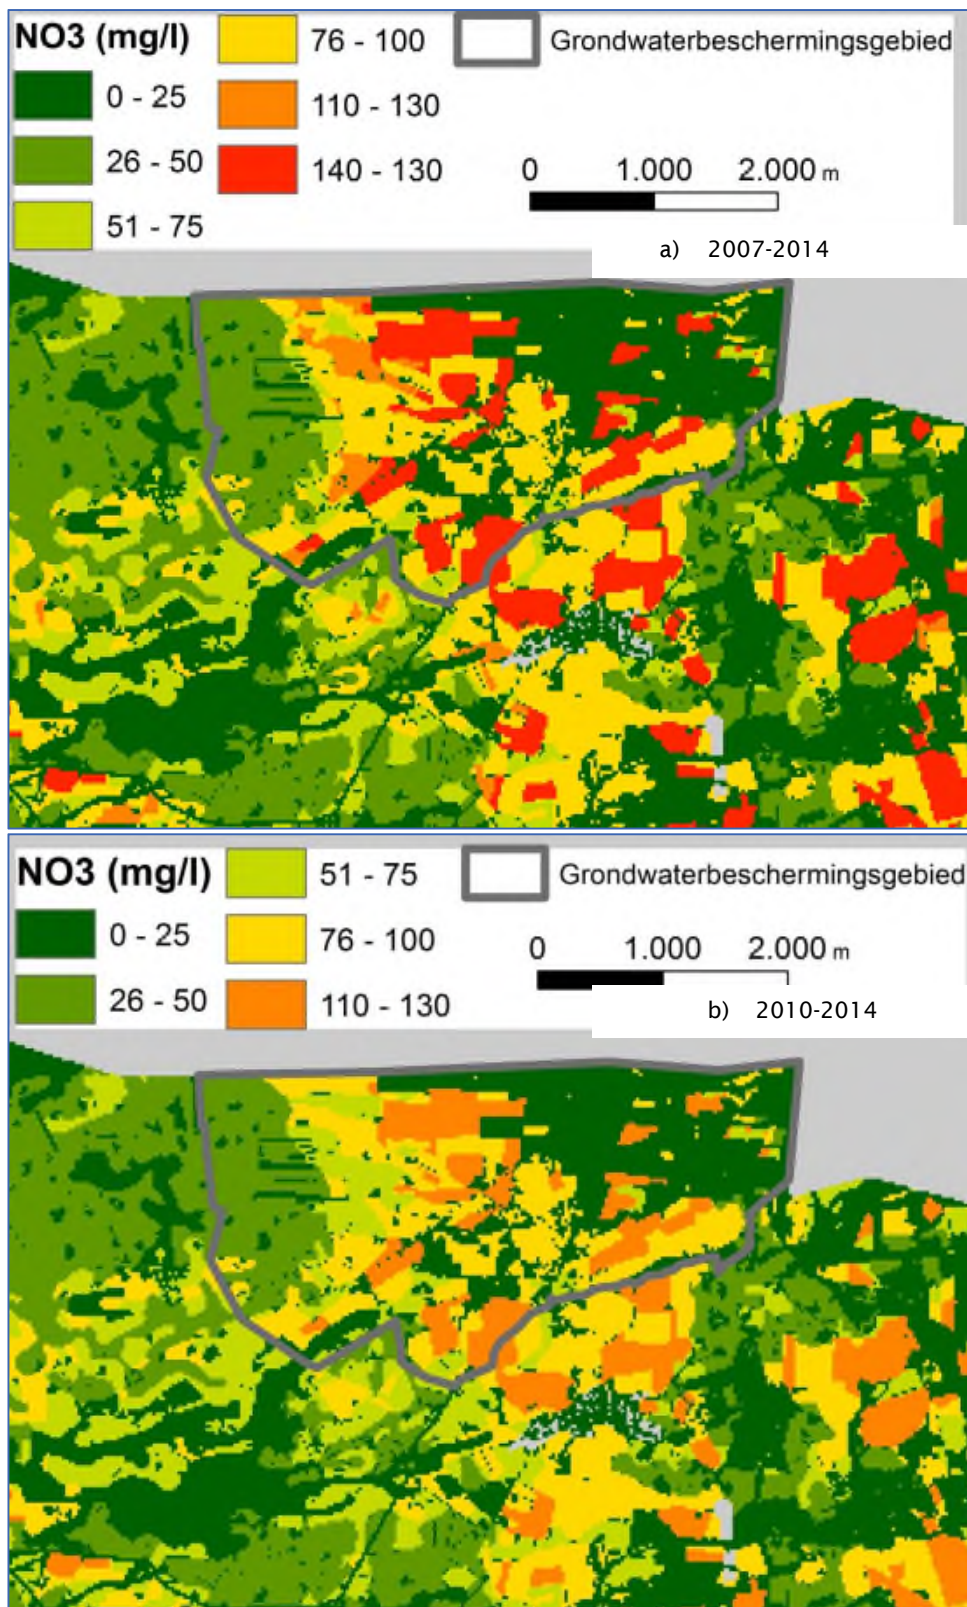 NO3 (mg/l)
0 - 25
26 - 50
51 - 75
76 - 100
110 - 130
140 - 130
Grondwaterbeschermingsgebied
0 1.000 2.000 m
a) 2007-2014
NO3 (mg/l)
0 - 25
26 - 50
51 - 75
76 - 100
110 - 130
Grondwaterbeschermingsgebied
0 1.000 2.000 m
b) 2010-2014